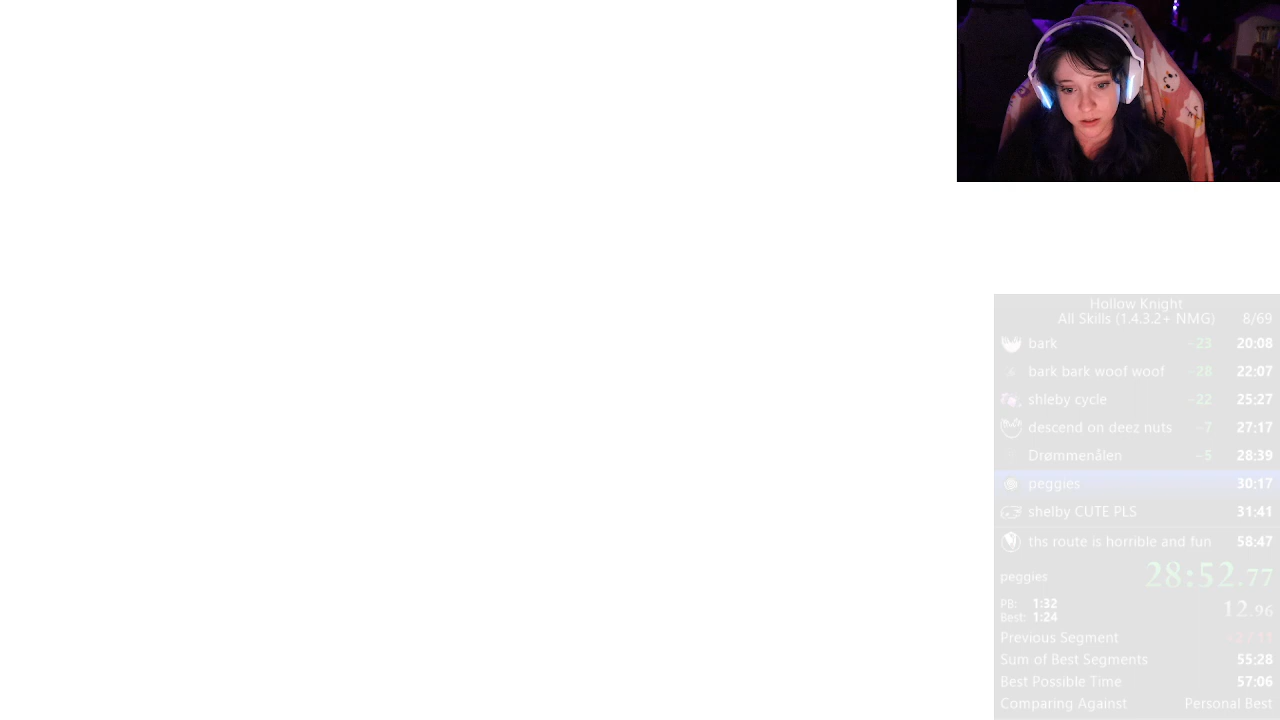 Hollow Knight
All Skills (1.4.3.2+ NMG) 8/69
bark -23 20:08
bark bark woof woof -28 22:07
shleby cycle -22 25:27
descend on deez nuts -7 27:17
Drømmenålen -5 28:39
peggies 30:17
shelby CUTE PLS 31:41
ths route is horrible and fun 58:47
peggies 28:52.77
PB: 1:32 12.96
Best: 1:24
Previous Segment
Sum of Best Segments 55:28
Best Possible Time 57:06
Comparing Against Personal Best